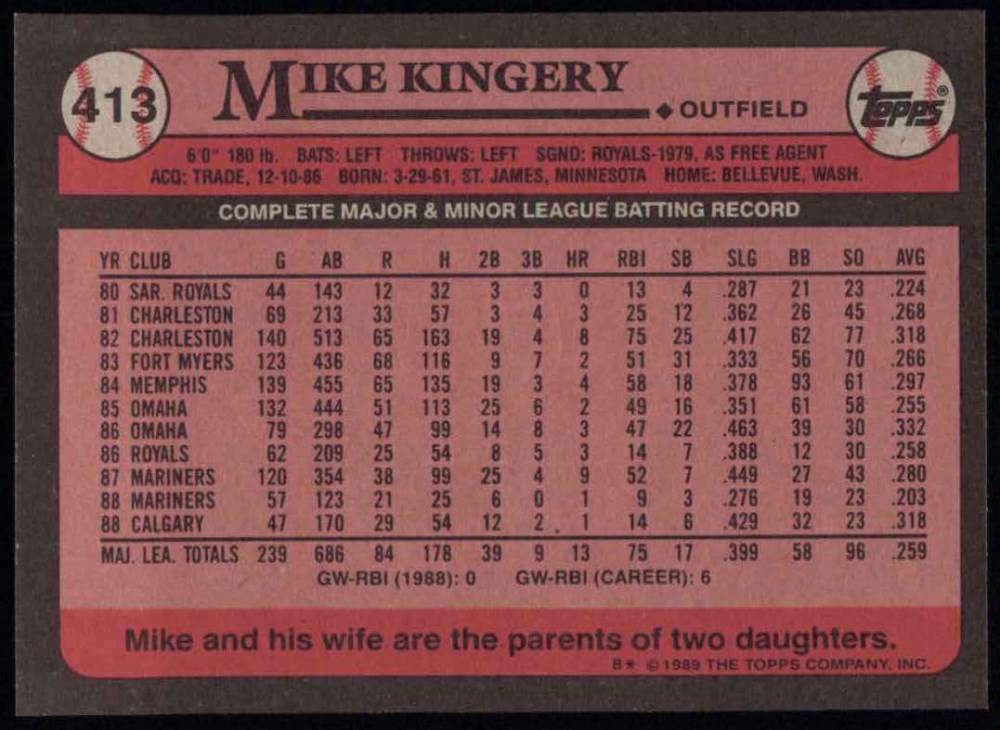 413
MIKE KINGERY
◆ OUTFIELD
Topps®
6'0" 180 lb. BATS: LEFT THROWS: LEFT SGND: ROYALS-1979, AS FREE AGENT
ACQ: TRADE, 12-10-86 BORN: 3-29-61, ST. JAMES, MINNESOTA HOME: BELLEVUE, WASH.
COMPLETE MAJOR & MINOR LEAGUE BATTING RECORD
YR CLUB G AB R H 2B 3B HR RBI SB SLG BB SO AVG
80 SAR. ROYALS 44 143 12 32 3 3 0 13 4 .287 21 23 .224
81 CHARLESTON 69 213 33 57 3 4 3 25 12 .362 26 45 .268
82 CHARLESTON 140 513 65 163 19 4 8 75 25 .417 62 77 .318
83 FORT MYERS 123 436 68 116 9 7 2 51 31 .333 56 70 .266
84 MEMPHIS 139 455 65 135 19 3 4 58 18 .378 93 61 .297
85 OMAHA 132 444 51 113 25 6 2 49 16 .351 61 58 .255
86 OMAHA 79 298 47 99 14 8 3 47 22 .463 39 30 .332
86 ROYALS 62 209 25 54 8 5 3 14 7 .388 12 30 .258
87 MARINERS 120 354 38 99 25 4 9 52 7 .449 27 43 .280
88 MARINERS 57 123 21 25 6 0 1 9 3 .276 19 23 .203
88 CALGARY 47 170 29 54 12 2 1 14 6 .429 32 23 .318
MAJ. LEA. TOTALS 239 686 84 178 39 9 13 75 17 .399 58 96 .259
GW-RBI (1988): 0 GW-RBI (CAREER): 6
Mike and his wife are the parents of two daughters.
B* © 1989 THE TOPPS COMPANY, INC.